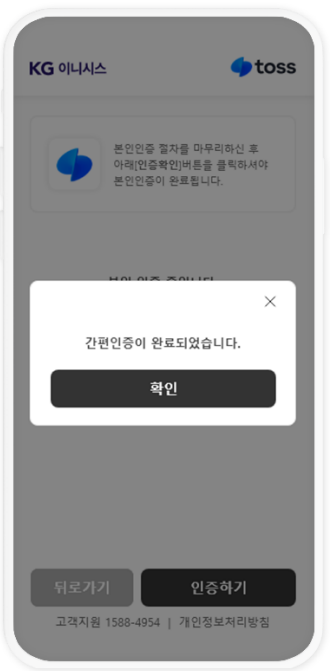 KG 이니시스
toss
본인인증 절차를 마무리하신 후
아래[인증확인]버튼을 클릭하셔야
본인인증이 완료됩니다.
간편인증이 완료되었습니다.
확인
뒤로가기
인증하기
고객지원 1588-4954 | 개인정보처리방침